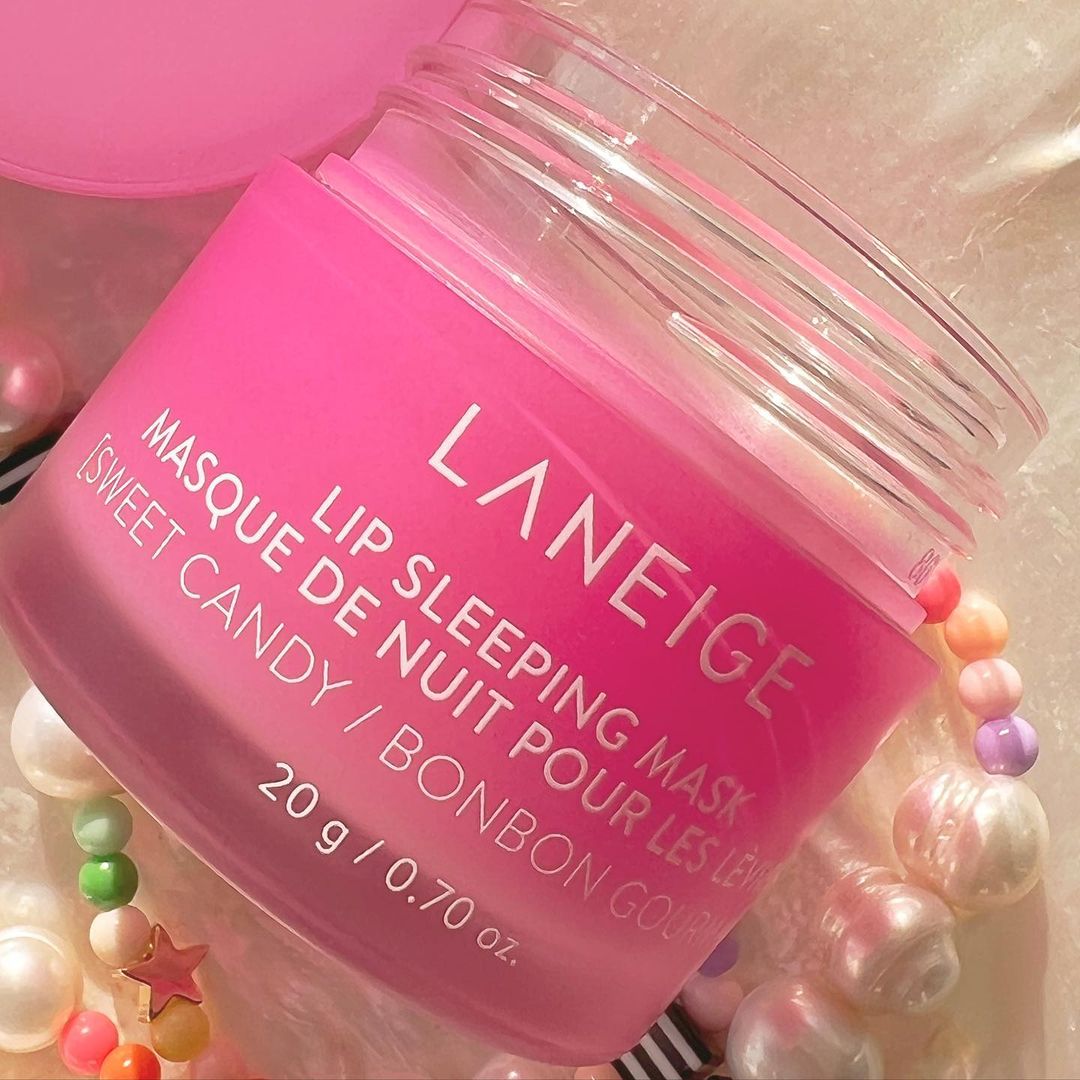 LANEIGE
LIP SLEEPING MASK
MASQUE DE NUIT POUR LES
[SWEET CANDY / BONBON
20 g / 0.70 oz.